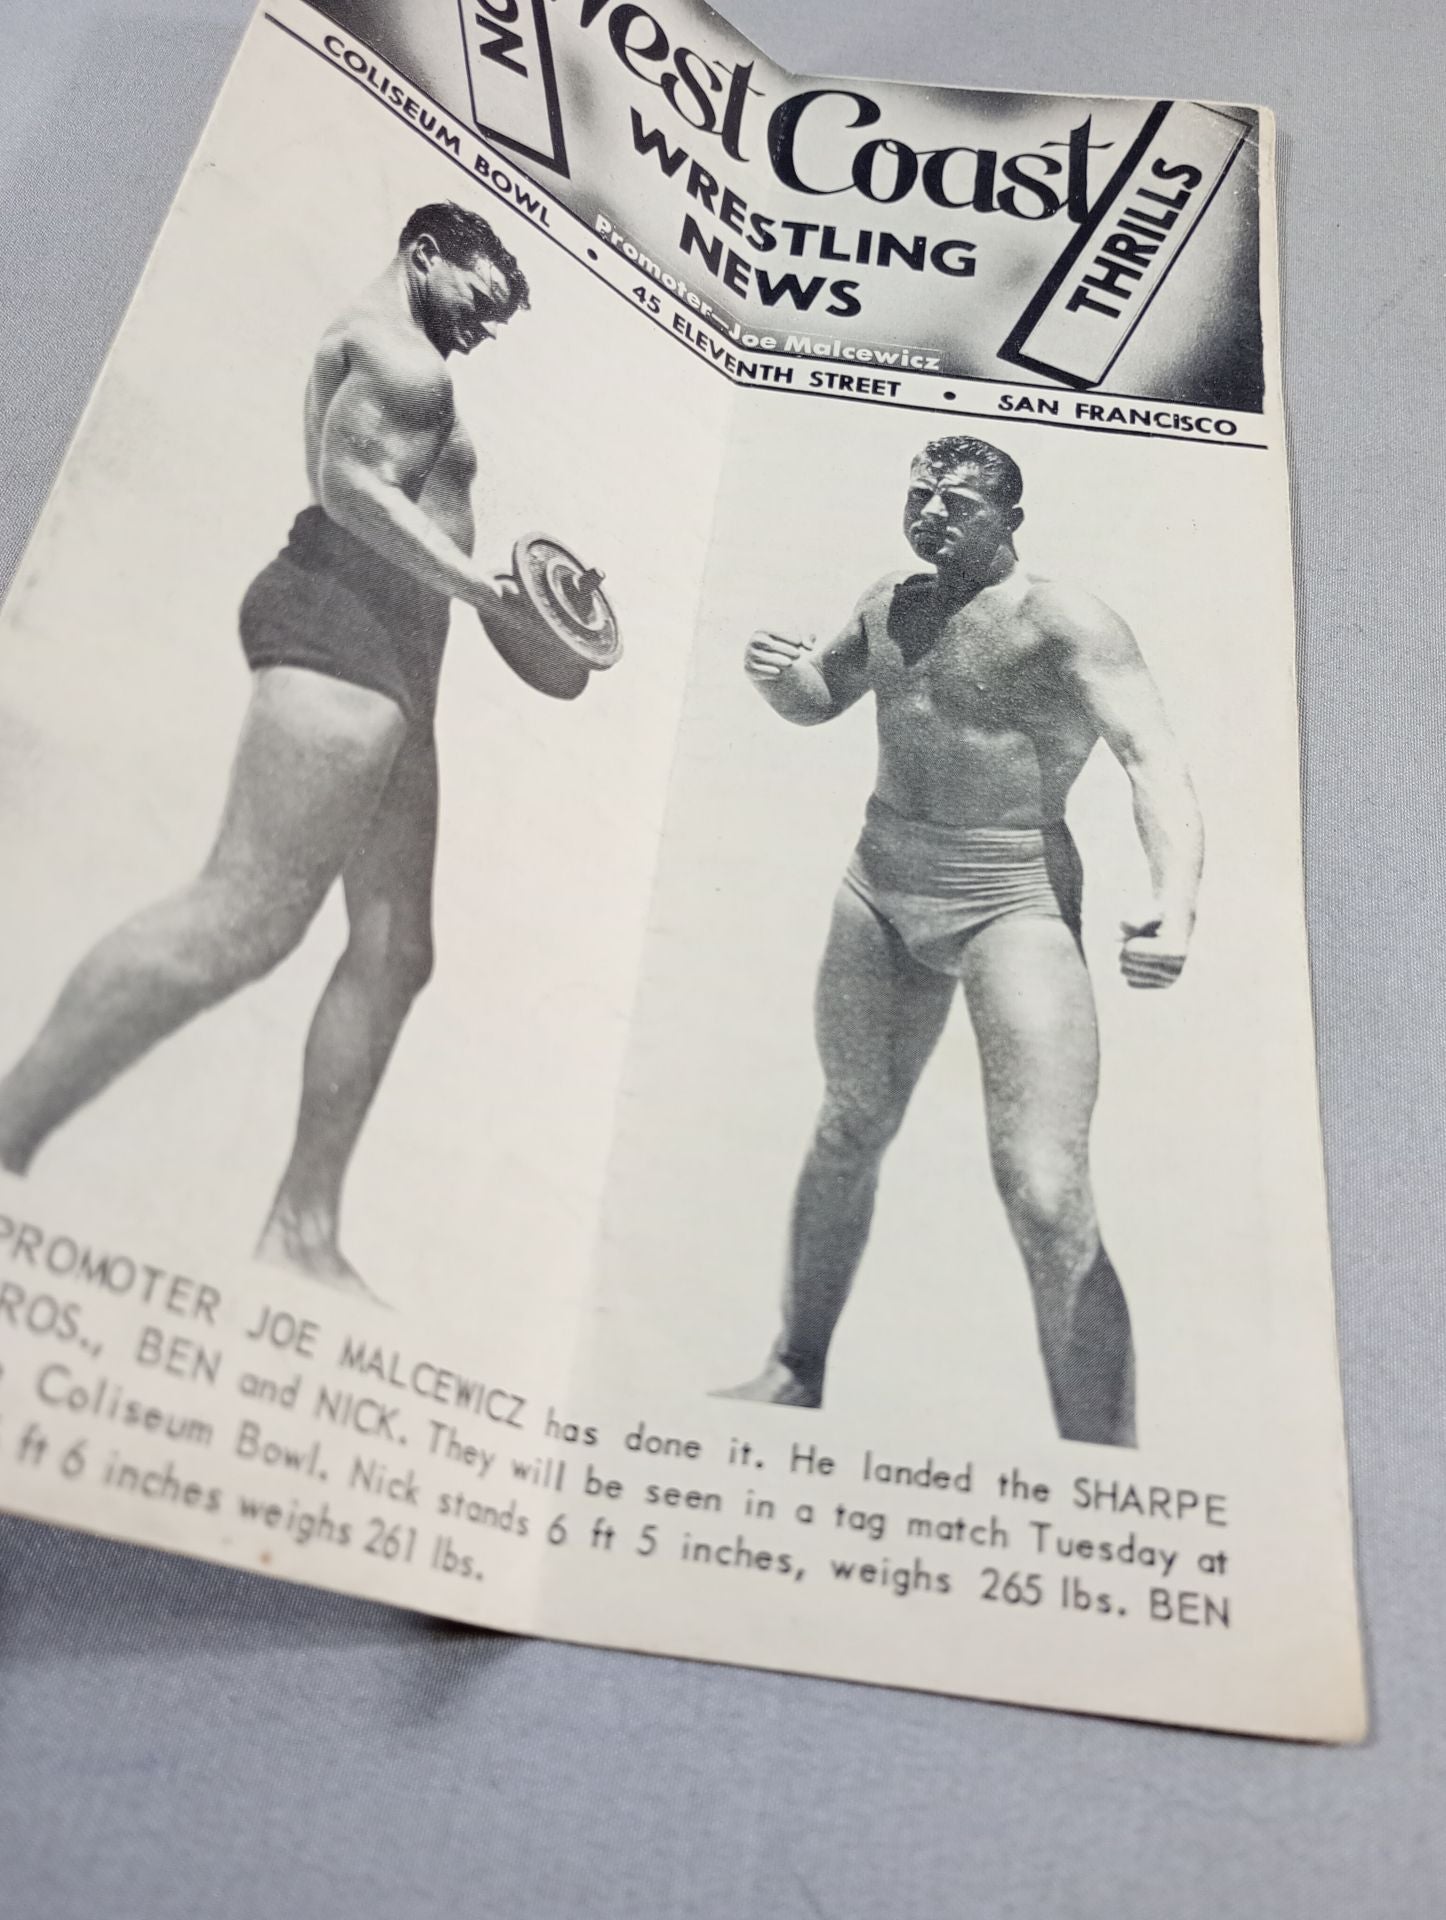 West Coast
WRESTLING
NEWS
THRILLS
Promoter—Joe Malcewicz
COLISEUM BOWL • 45 ELEVENTH STREET • SAN FRANCISCO
PROMOTER JOE MALCEWICZ has done it. He landed the SHARPE
BEN and NICK. They will be seen in a tag match Tuesday at
Coliseum Bowl. Nick stands 6 ft 5 inches, weighs 265 lbs. BEN
ft 6 inches weighs 261 lbs.